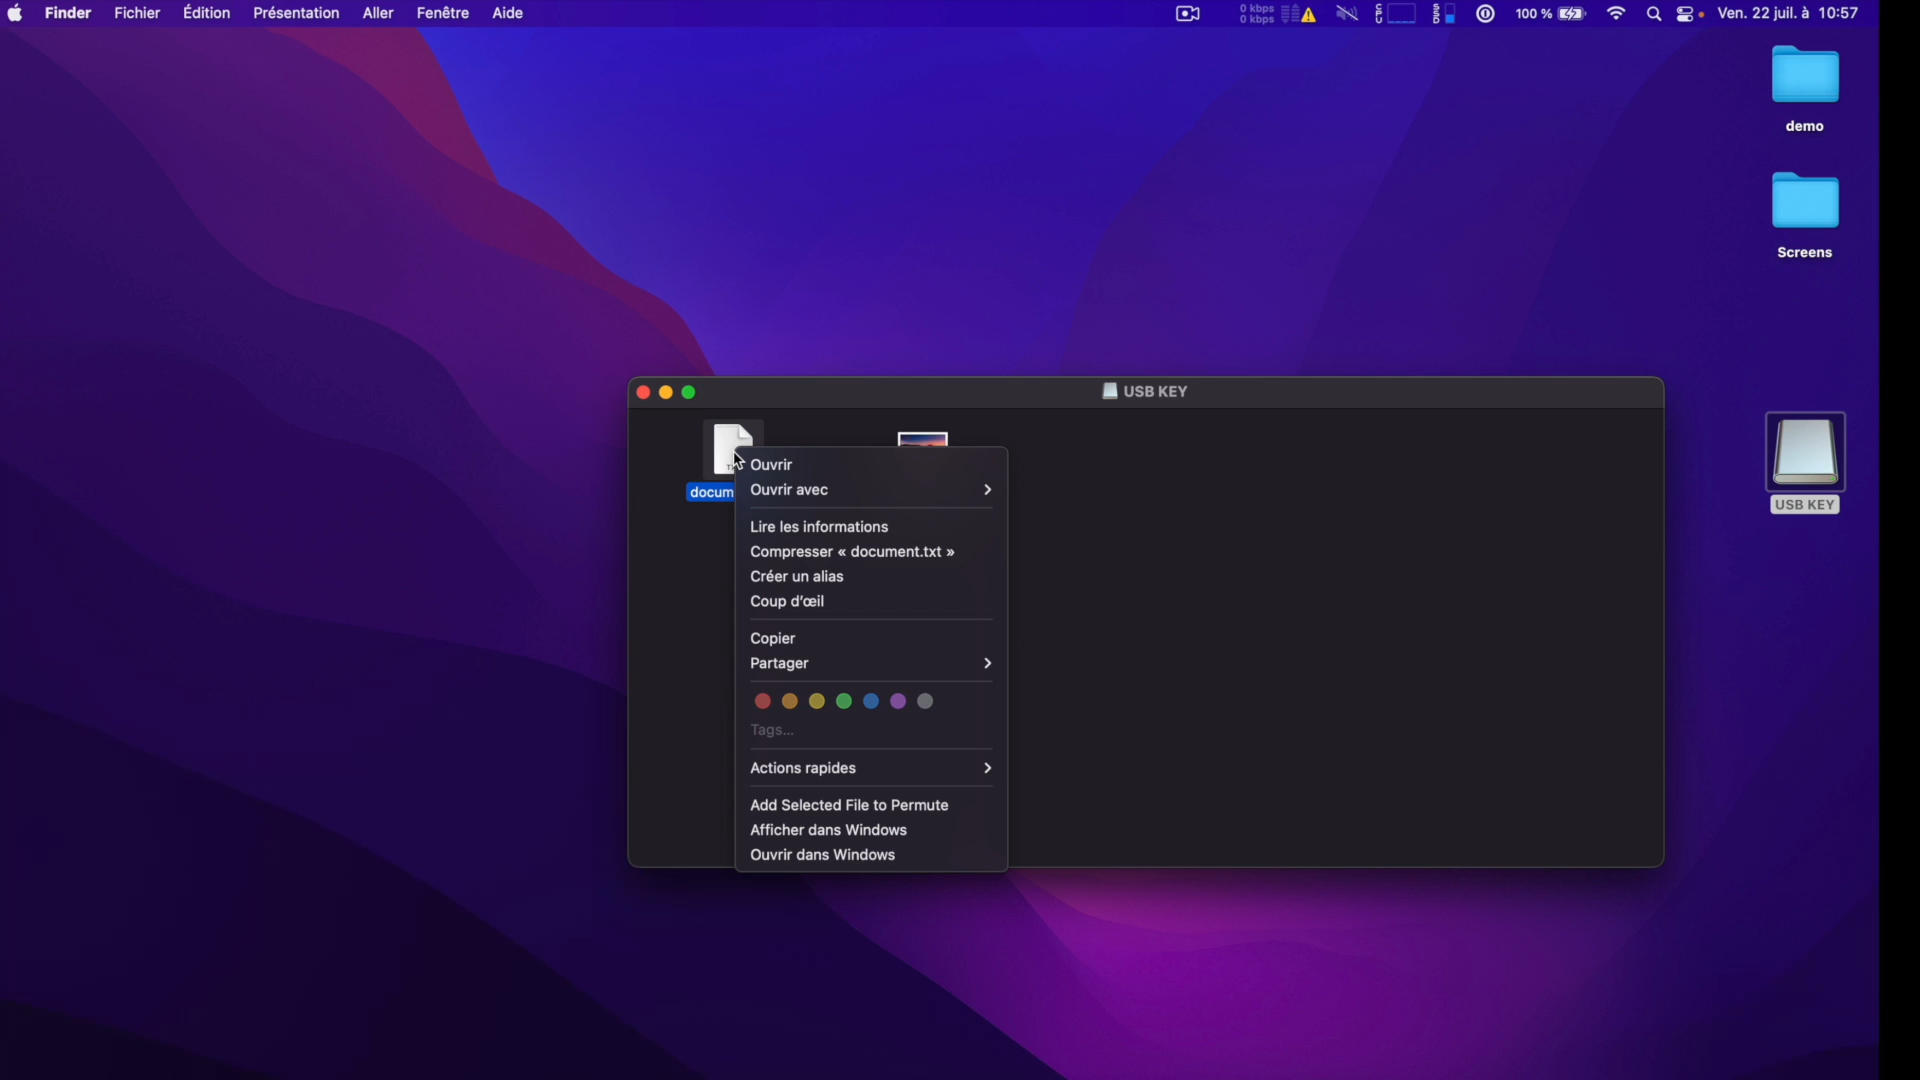 Finder Fichier Édition Présentation Aller Fenêtre Aide
0 kbps
0 kbps
CPU
SSD
100 %
Ven. 22 juil. à 10:57
demo
Screens
USB KEY
USB KEY
docum
Ouvrir
Ouvrir avec
Lire les informations
Compresser « document.txt »
Créer un alias
Coup d’œil
Copier
Partager
Tags...
Actions rapides
Add Selected File to Permute
Afficher dans Windows
Ouvrir dans Windows